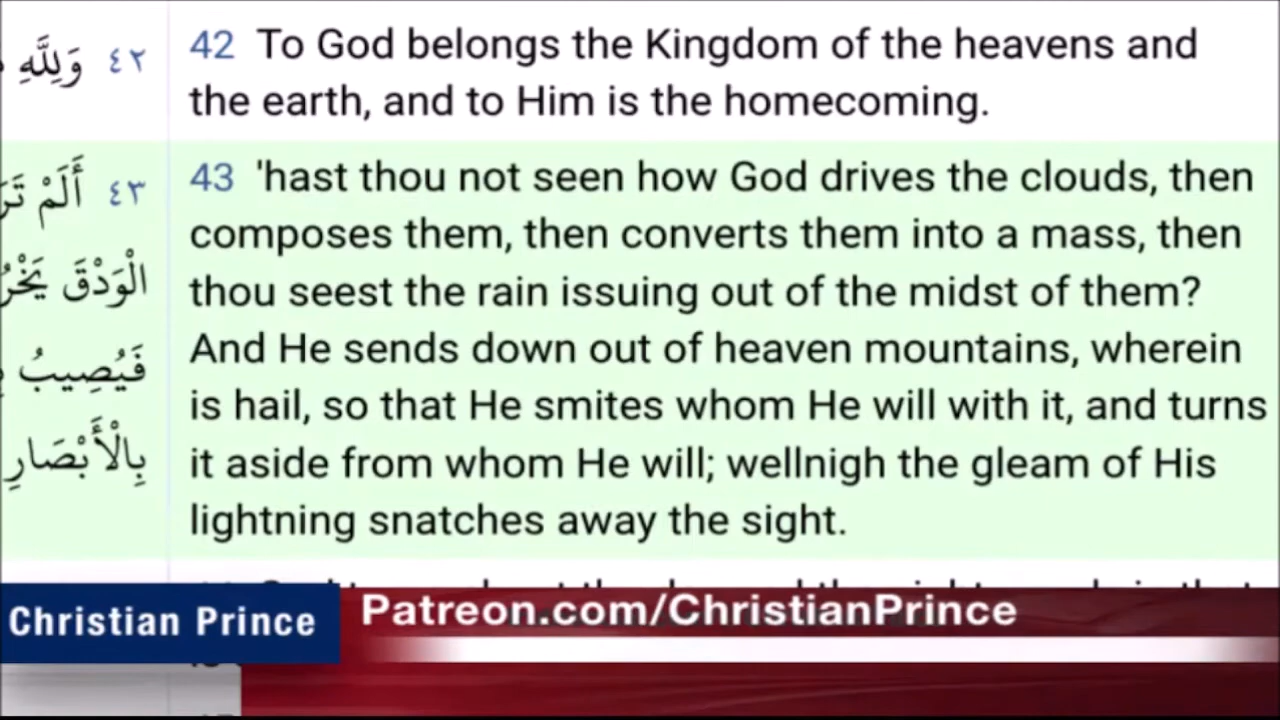 42 To God belongs the Kingdom of the heavens and
٤٢ وَلِلَّهِ
the earth, and to Him is the homecoming.
43 'hast thou not seen how God drives the clouds, then
٤٣ أَلَمْ
composes them, then converts them into a mass, then
thou seest the rain issuing out of the midst of them?
الْوَدْقَ
And He sends down out of heaven mountains, wherein
فَيُصِيبُ
is hail, so that He smites whom He will with it, and turns
it aside from whom He will; wellnigh the gleam of His
بِالْأَبْصَارِ
lightning snatches away the sight.
Christian Prince
Patreon.com/ChristianPrince